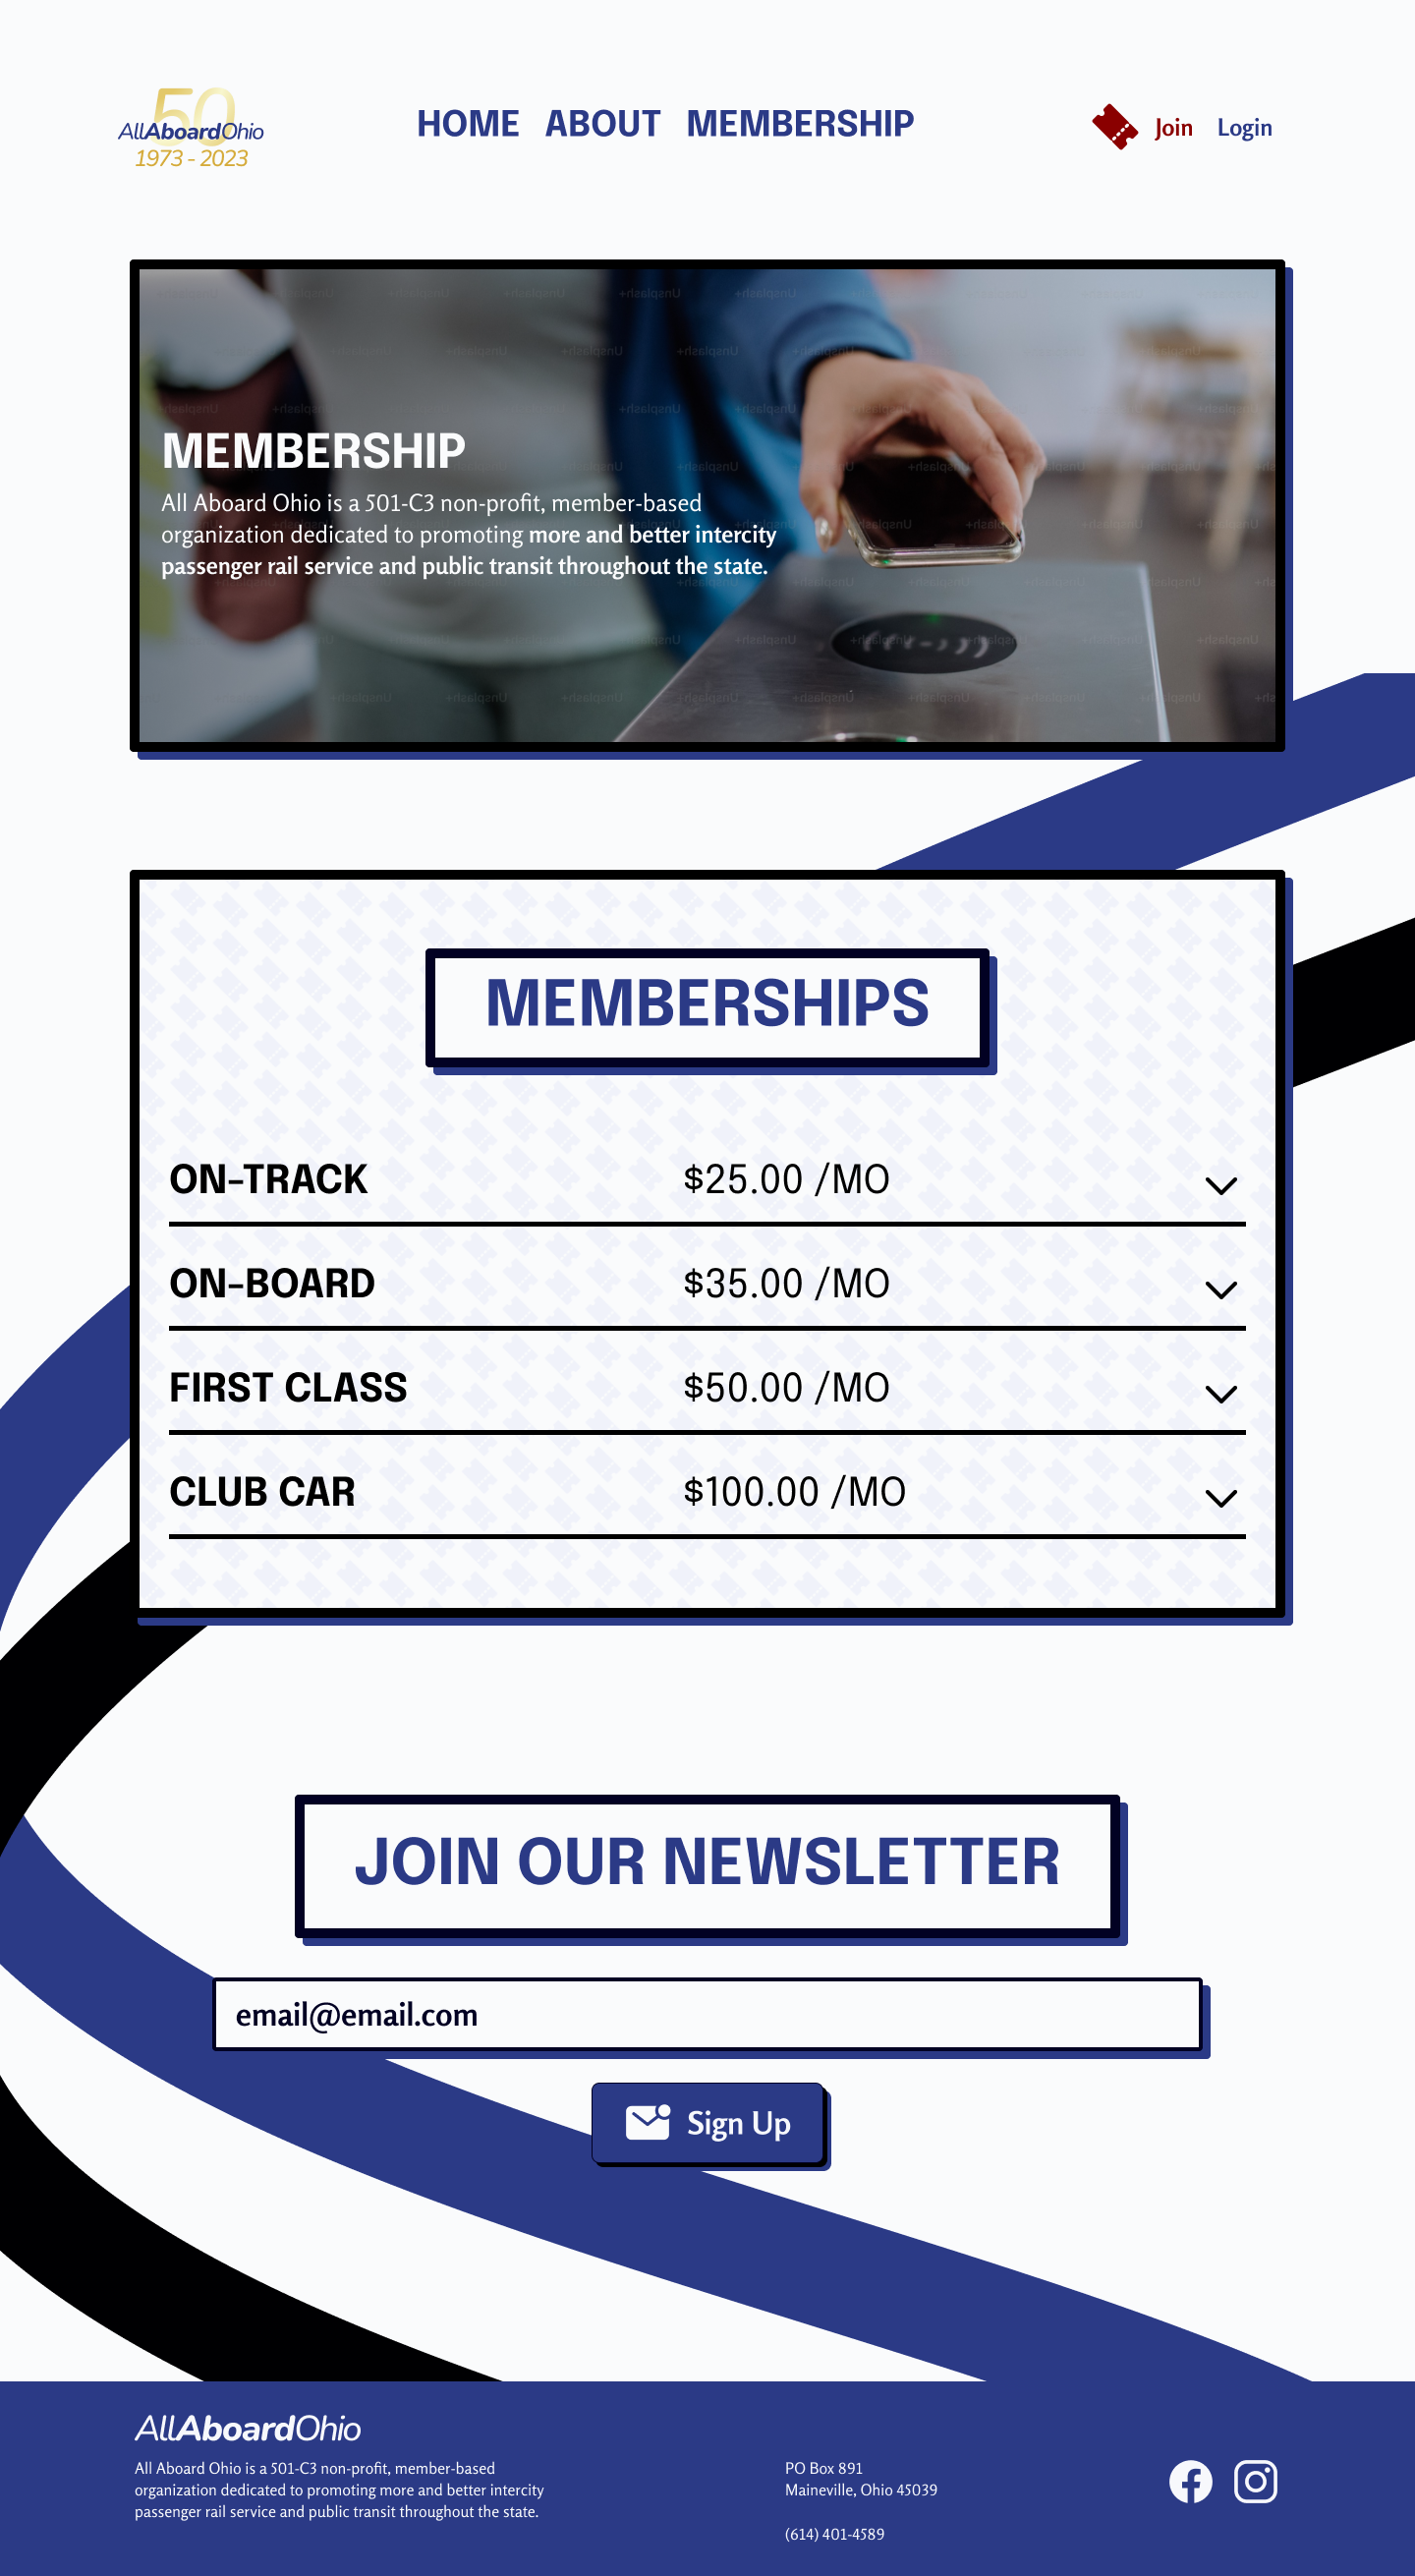 50
AllAboardOhio
1973 - 2023
HOME ABOUT MEMBERSHIP
Join Login
MEMBERSHIP
All Aboard Ohio is a 501-C3 non-profit, member-based
organization dedicated to promoting more and better intercity
passenger rail service and public transit throughout the state.
MEMBERSHIPS
ON-TRACK $25.00 /MO
ON-BOARD $35.00 /MO
FIRST CLASS $50.00 /MO
CLUB CAR $100.00 /MO
JOIN OUR NEWSLETTER
email@email.com
Sign Up
AllAboardOhio
All Aboard Ohio is a 501-C3 non-profit, member-based
organization dedicated to promoting more and better intercity
passenger rail service and public transit throughout the state.
PO Box 891
Maineville, Ohio 45039
(614) 401-4589